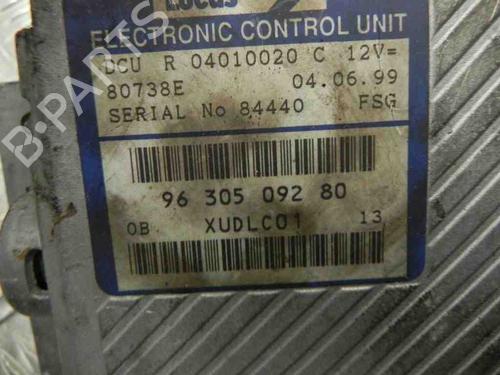 Lucas
ELECTRONIC CONTROL UNIT
DCU R 04010020 C 12V=
80738E 04.06.99
SERIAL No 84440 FSG
96 305 092 80
0B XUDLC01 13
B-PARTS